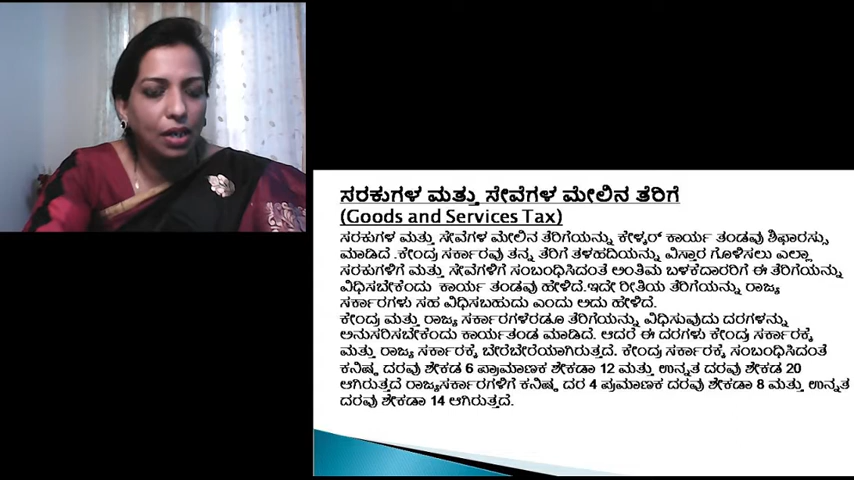 ಸರಕುಗಳ ಮತ್ತು ಸೇವೆಗಳ ಮೇಲಿನ ತೆರಿಗೆ
(Goods and Services Tax)
ಸರಕುಗಳ ಮತ್ತು ಸೇವೆಗಳ ಮೇಲಿನ ತೆರಿಗೆಯನ್ನು ಕೇಳ್ಕರ್ ಕಾರ್ಯ ತಂಡವು ಶಿಫಾರಸ್ಸು
ಮಾಡಿದೆ .ಕೇಂದ್ರ ಸರ್ಕಾರವು ತನ್ನ ತೆರಿಗೆ ತಳಹದಿಯನ್ನು ವಿಸ್ತಾರ ಗೊಳಿಸಲು ಎಲ್ಲಾ
ಸರಕುಗಳಿಗೆ ಮತ್ತು ಸೇವೆಗಳಿಗೆ ಸಂಬಂಧಿಸಿದಂತೆ ಅಂತಿಮ ಬಳಕೆದಾರರಿಗೆ ಈ ತೆರಿಗೆಯನ್ನು
ವಿಧಿಸಬೇಕೆಂದು ಕಾರ್ಯ ತಂಡವು ಹೇಳಿದೆ.ಇದೇ ರೀತಿಯ ತೆರಿಗೆಯನ್ನು ರಾಜ್ಯ
ಸರ್ಕಾರಗಳು ಸಹ ವಿಧಿಸಬಹುದು ಎಂದು ಅದು ಹೇಳಿದೆ.
ಕೇಂದ್ರ ಮತ್ತು ರಾಜ್ಯ ಸರ್ಕಾರಗಳೆರಡೂ ತೆರಿಗೆಯನ್ನು ವಿಧಿಸುವುದು ದರಗಳನ್ನು
ಅನುಸರಿಸಬೇಕೆಂದು ಕಾರ್ಯತಂಡ ಮಾಡಿದೆ. ಆದರೆ ಈ ದರಗಳು ಕೇಂದ್ರ ಸರ್ಕಾರಕ್ಕೆ
ಮತ್ತು ರಾಜ್ಯ ಸರ್ಕಾರಕ್ಕೆ ಬೇರೆಬೇರೆಯಾಗಿರುತ್ತದೆ. ಕೇಂದ್ರ ಸರ್ಕಾರಕ್ಕೆ ಸಂಬಂಧಿಸಿದಂತೆ
ಕನಿಷ್ಠ ದರವು ಶೇಕಡ 6 ಪ್ರಾಮಾಣಕ ಶೇಕಡಾ 12 ಮತ್ತು ಉನ್ನತ ದರವು ಶೇಕಡ 20
ಆಗಿರುತ್ತದೆ ರಾಜ್ಯಸರ್ಕಾರಗಳಿಗೆ ಕನಿಷ್ಠ ದರ 4 ಪ್ರಮಾಣಕ ದರವು ಶೇಕಡಾ 8 ಮತ್ತು ಉನ್ನತ
ದರವು ಶೇಕಡಾ 14 ಆಗಿರುತ್ತದೆ.